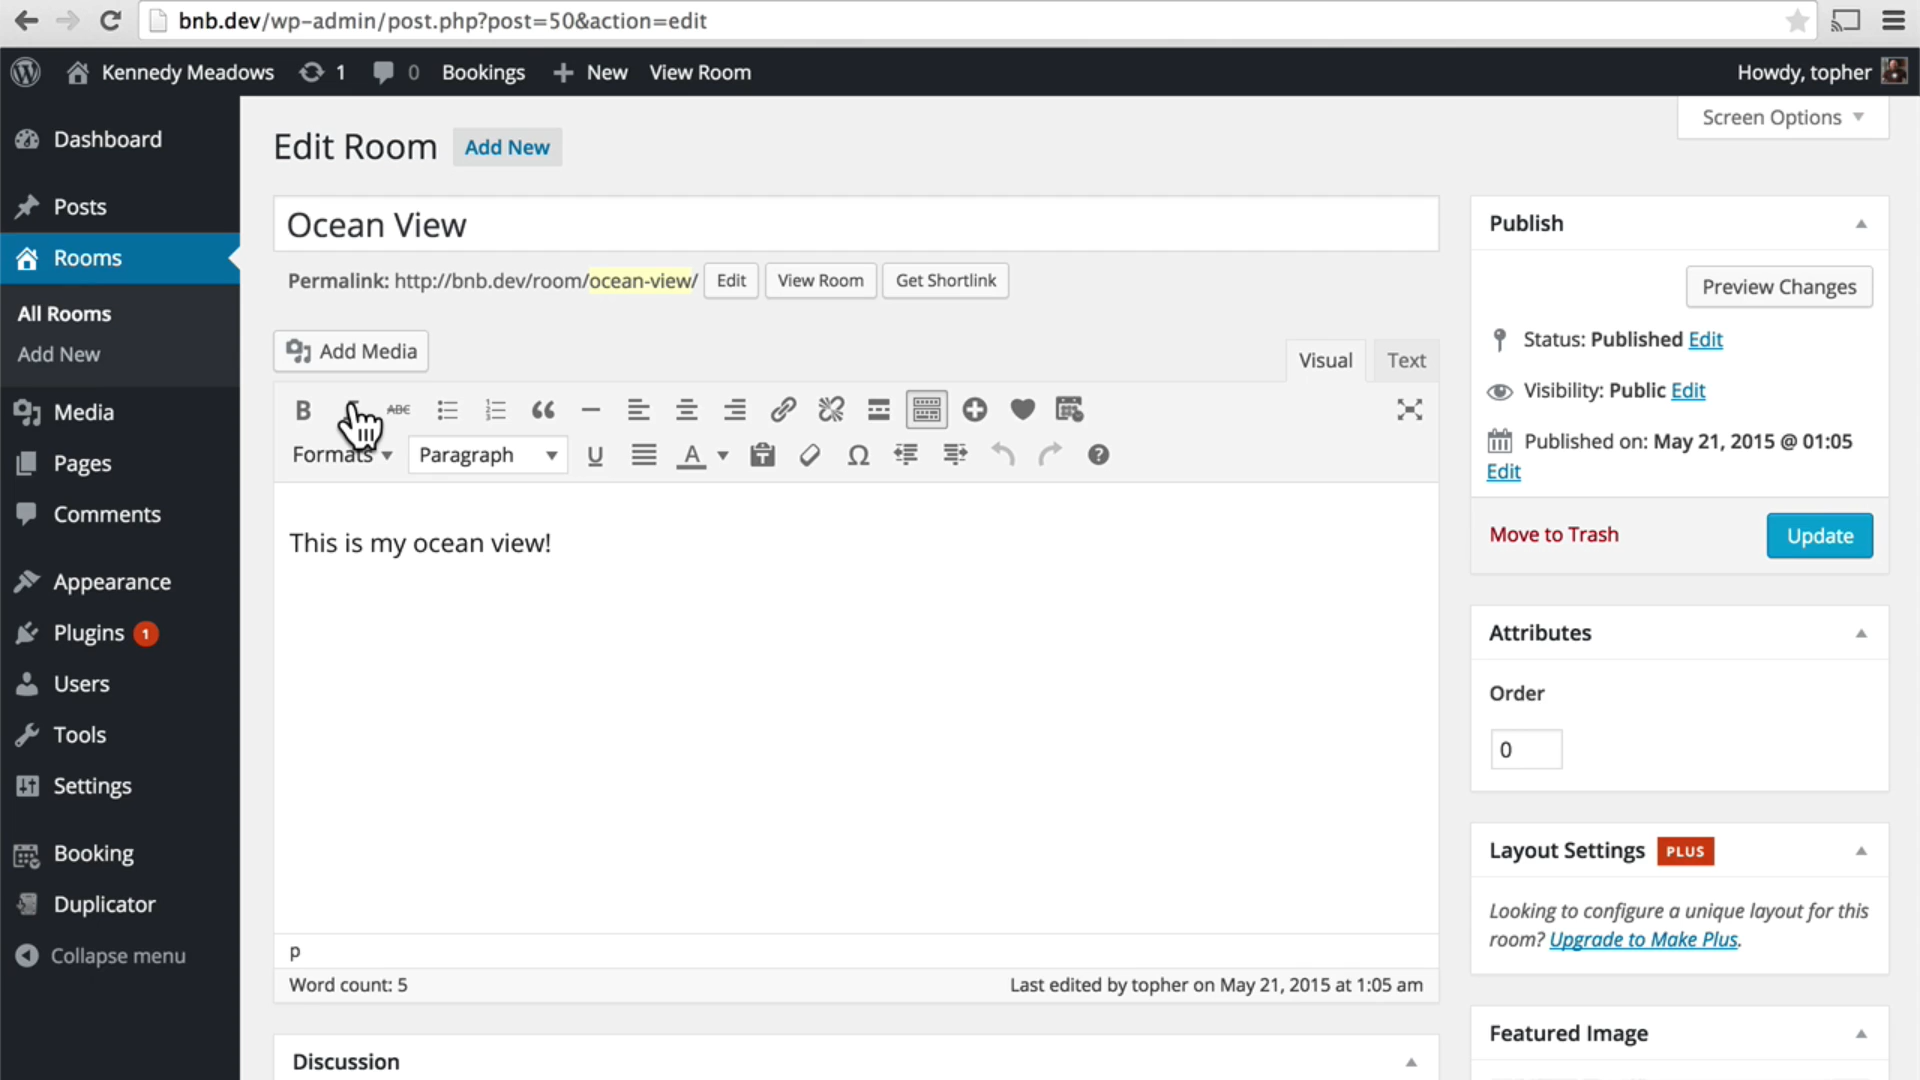 bnb.dev/wp-admin/post.php?post=50&action=edit
Kennedy Meadows 1 0 Bookings New View Room Howdy, topher
Screen Options
Dashboard
Posts
Rooms
All Rooms
Add New
Media
Pages
Comments
Appearance
Plugins 1
Users
Tools
Settings
Booking
Duplicator
Collapse menu
Edit Room Add New
Ocean View
Permalink: http://bnb.dev/room/ocean-view/ Edit View Room Get Shortlink
Add Media
Visual Text
B ABC
Formats Paragraph U A Ω ?
This is my ocean view!
p
Word count: 5 Last edited by topher on May 21, 2015 at 1:05 am
Discussion
Publish
Preview Changes
Status: Published Edit
Visibility: Public Edit
Published on: May 21, 2015 @ 01:05
Edit
Move to Trash Update
Attributes
Order
0
Layout Settings PLUS
Looking to configure a unique layout for this
room? Upgrade to Make Plus.
Featured Image